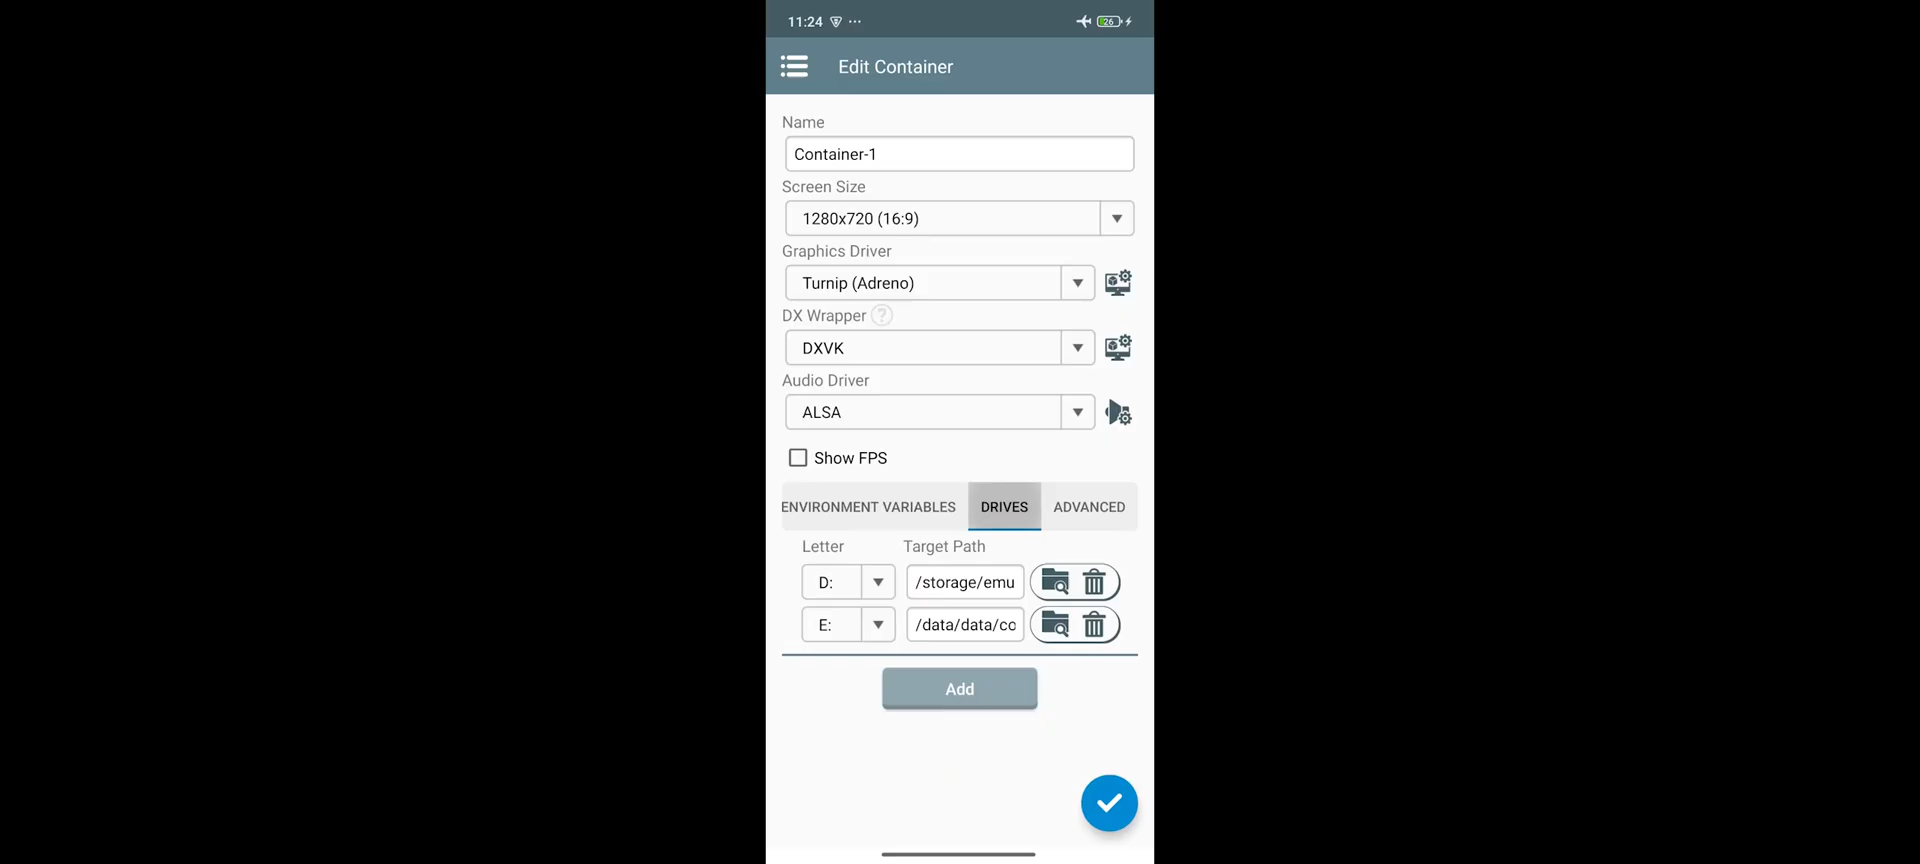 11:24
26
Edit Container
Name
Container-1
Screen Size
1280x720 (16:9)
Graphics Driver
Turnip (Adreno)
DX Wrapper ?
DXVK
Audio Driver
ALSA
Show FPS
ENVIRONMENT VARIABLES DRIVES ADVANCED
Letter Target Path
D: /storage/emu
E: /data/data/co
Add